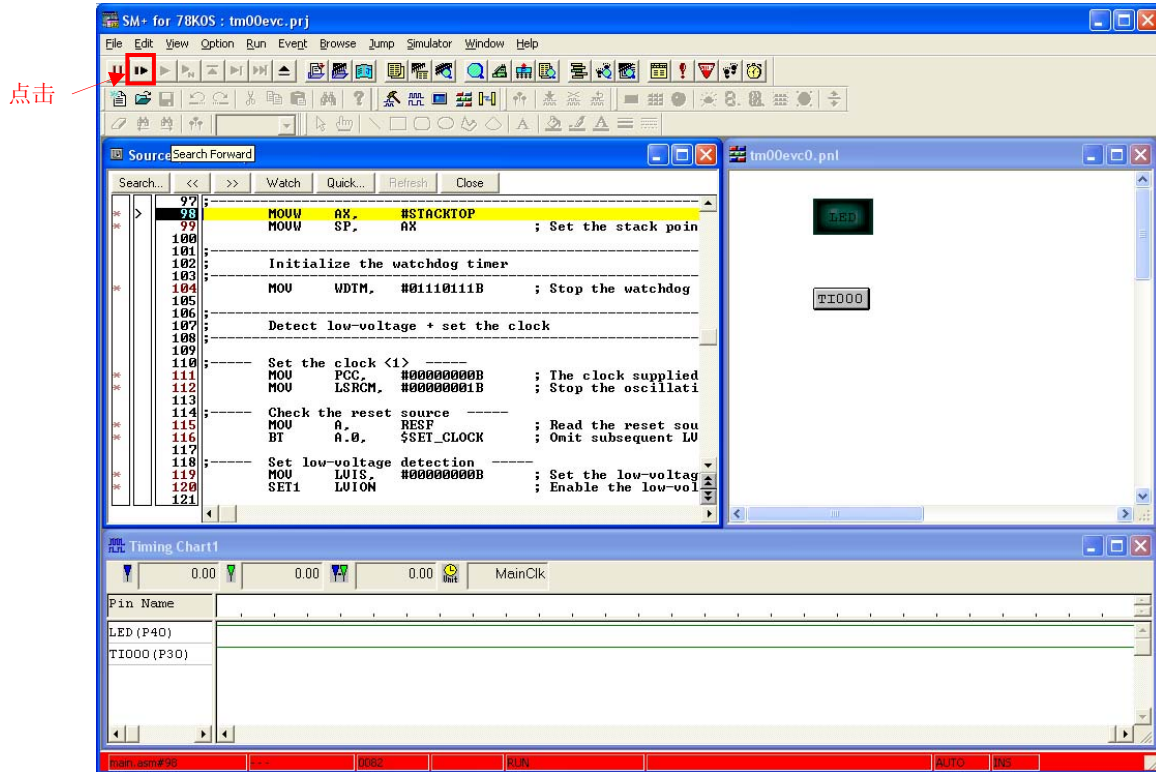 SM+ for 78K0S : tm00evc.prj
File Edit View Option Run Event Browse Jump Simulator Window Help
点击
Source
Search Forward
Search... << >> Watch Quick... Refresh Close
97 ;
98 MOVW AX, #STACKTOP
99 MOVW SP, AX ; Set the stack poin
100
101 ;
102 ; Initialize the watchdog timer
103 ;
104 MOV WDTM, #01110111B ; Stop the watchdog
105
106 ;
107 ; Detect low-voltage + set the clock
108 ;
109
110 ;----- Set the clock <1> -----
111 MOV PCC, #00000000B ; The clock supplied
112 MOV LSRCM, #00000001B ; Stop the oscillati
113
114 ;----- Check the reset source -----
115 MOV A, RESF ; Read the reset sou
116 BT A.0, $SET_CLOCK ; Omit subsequent LV
117
118 ;----- Set low-voltage detection -----
119 MOV LVIS, #00000000B ; Set the low-voltag
120 SET1 LVION ; Enable the low-vol
121
tm00evc0.pnl
LED
TI000
Timing Chart1
0.00 0.00 0.00 Unit MainClk
Pin Name
LED(P40)
TI000(P30)
main.asm#98 --- 0082 RUN AUTO INS